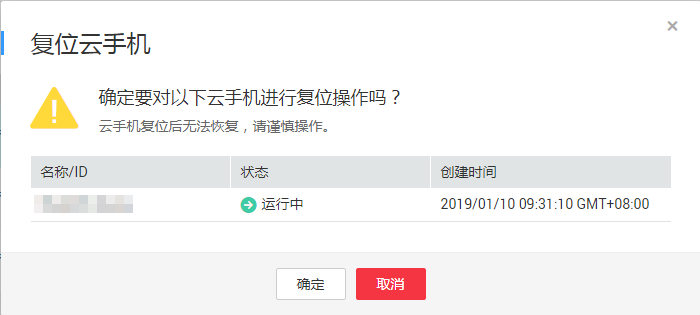 复位云手机
确定要对以下云手机进行复位操作吗？
云手机复位后无法恢复，请谨慎操作。
名称/ID 状态 创建时间
运行中 2019/01/10 09:31:10 GMT+08:00
确定 取消